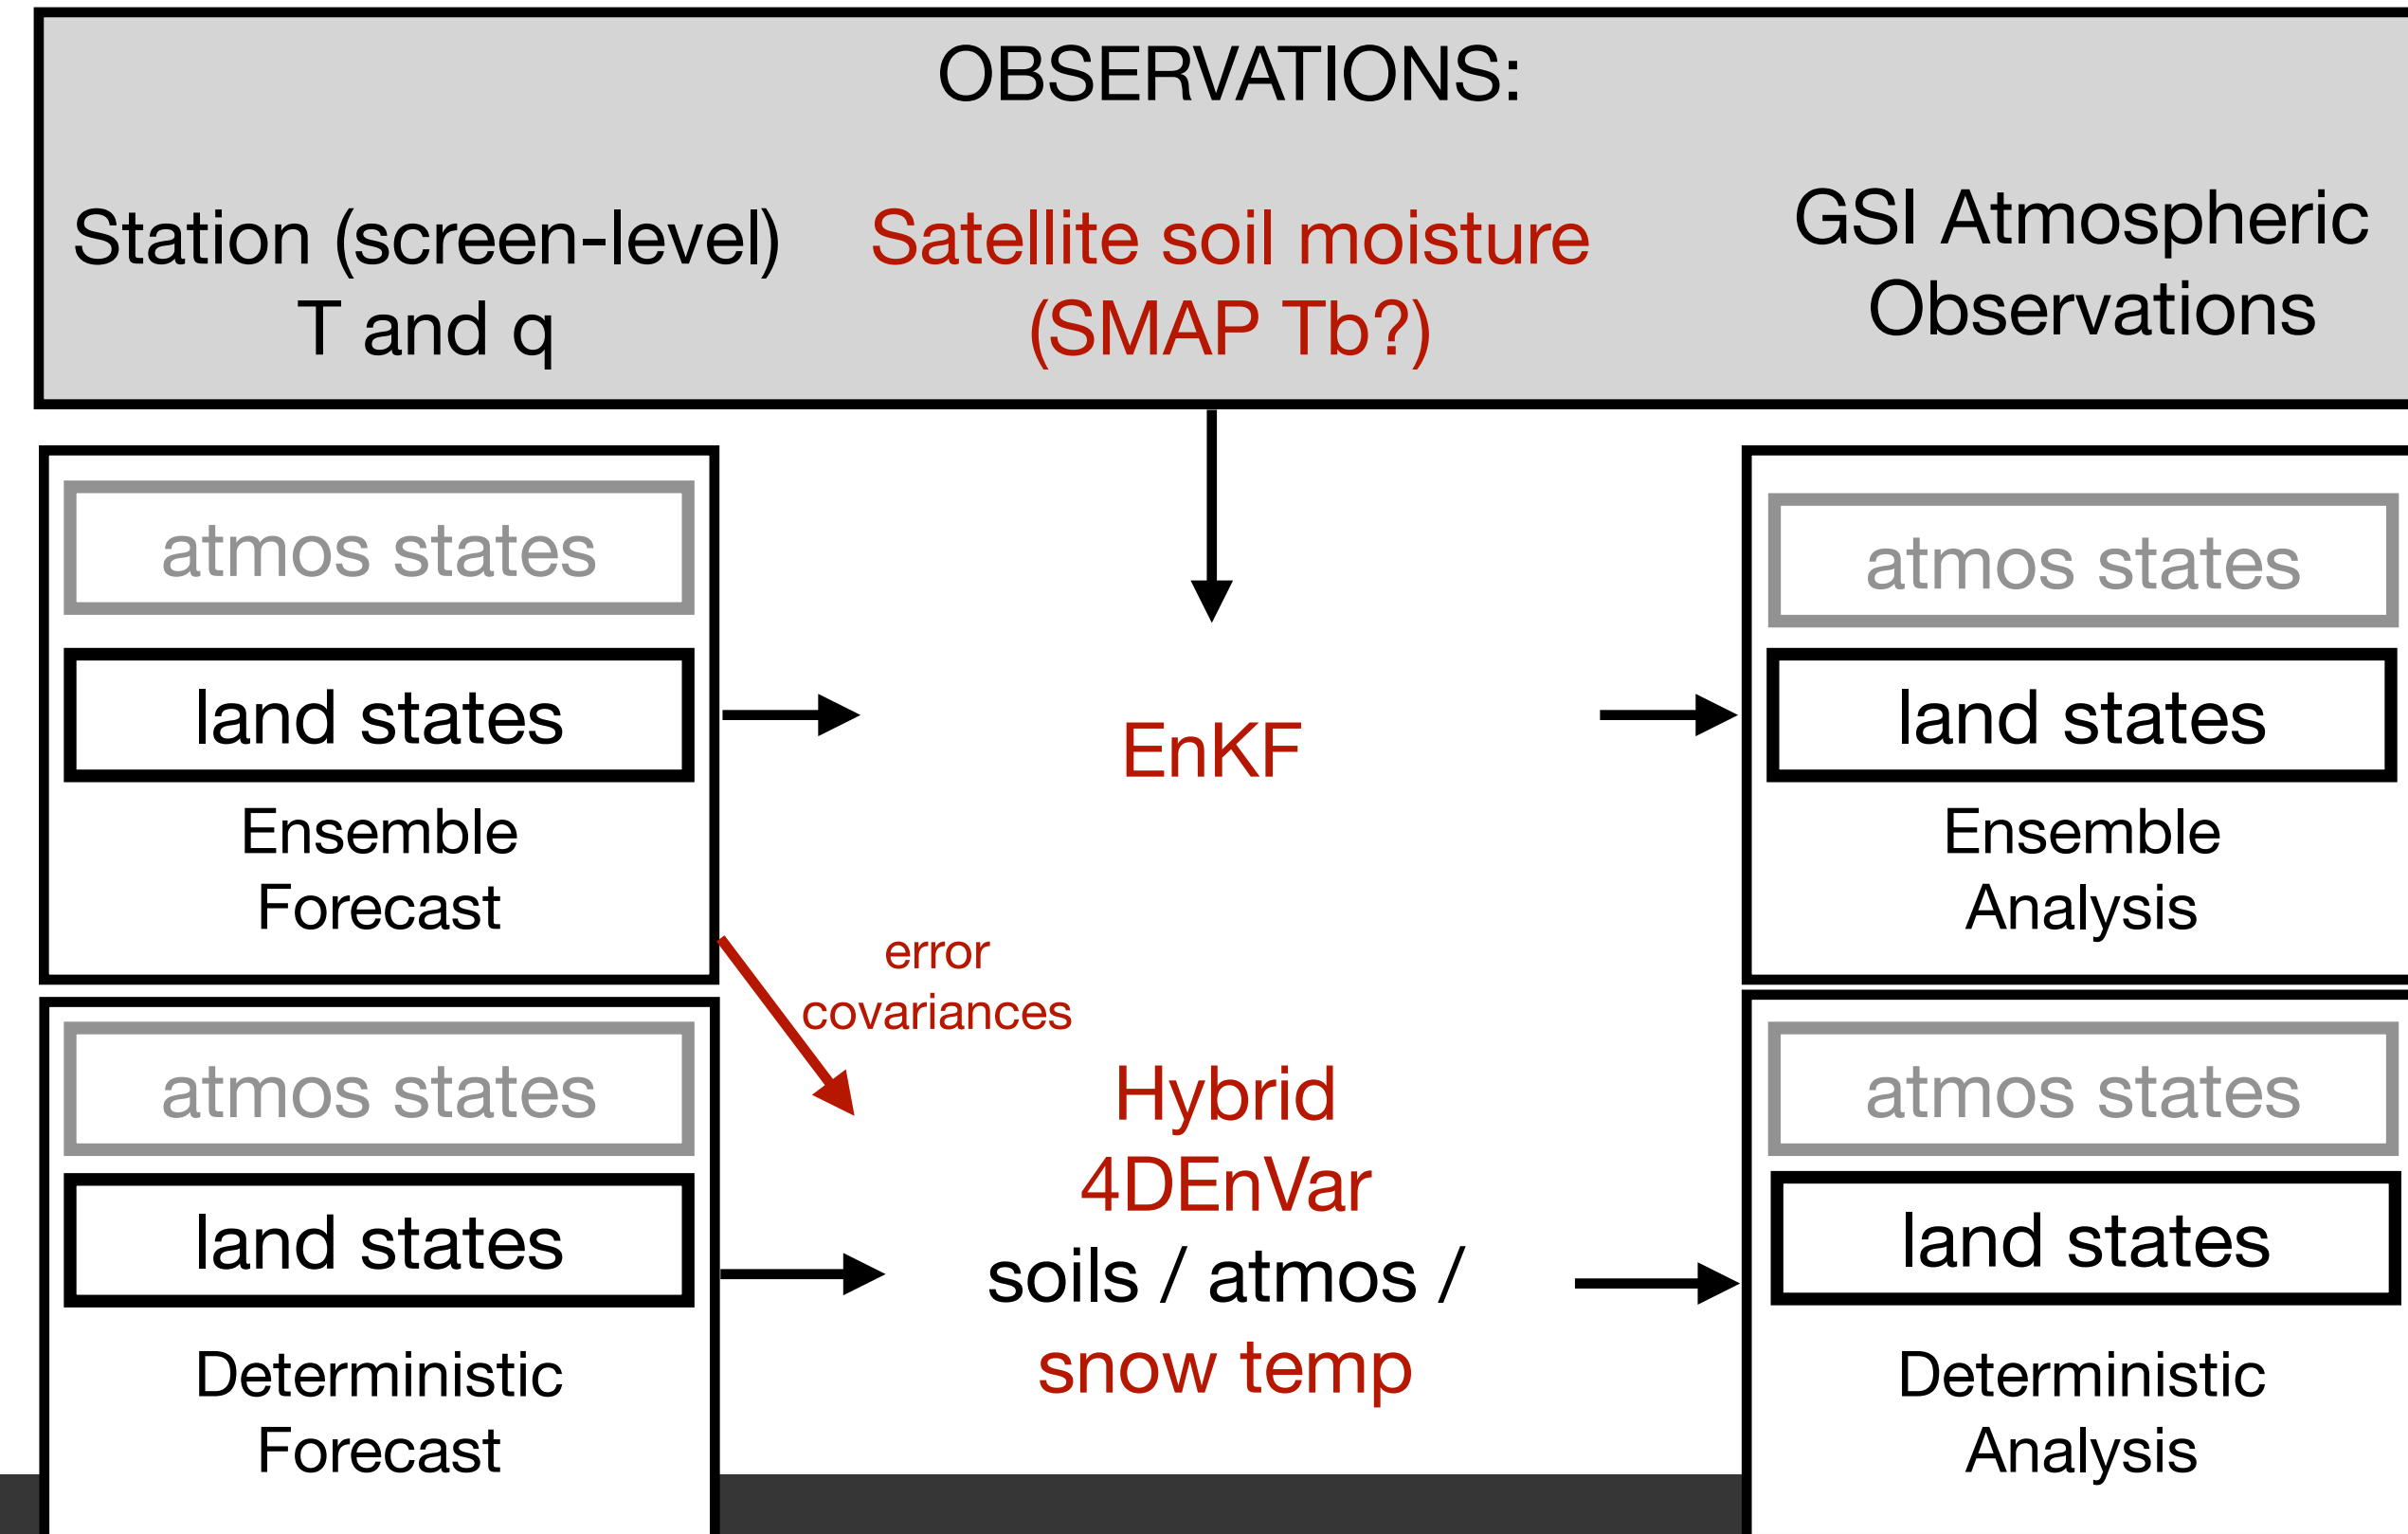 OBSERVATIONS:
Station (screen-level)
T and q
Satellite soil moisture
(SMAP Tb?)
GSI Atmospheric
Observations
atmos states
land states
Ensemble
Forecast
EnKF
atmos states
land states
Ensemble
Analysis
error
covariances
atmos states
land states
Deterministic
Forecast
Hybrid
4DEnVar
soils / atmos /
snow temp
atmos states
land states
Deterministic
Analysis